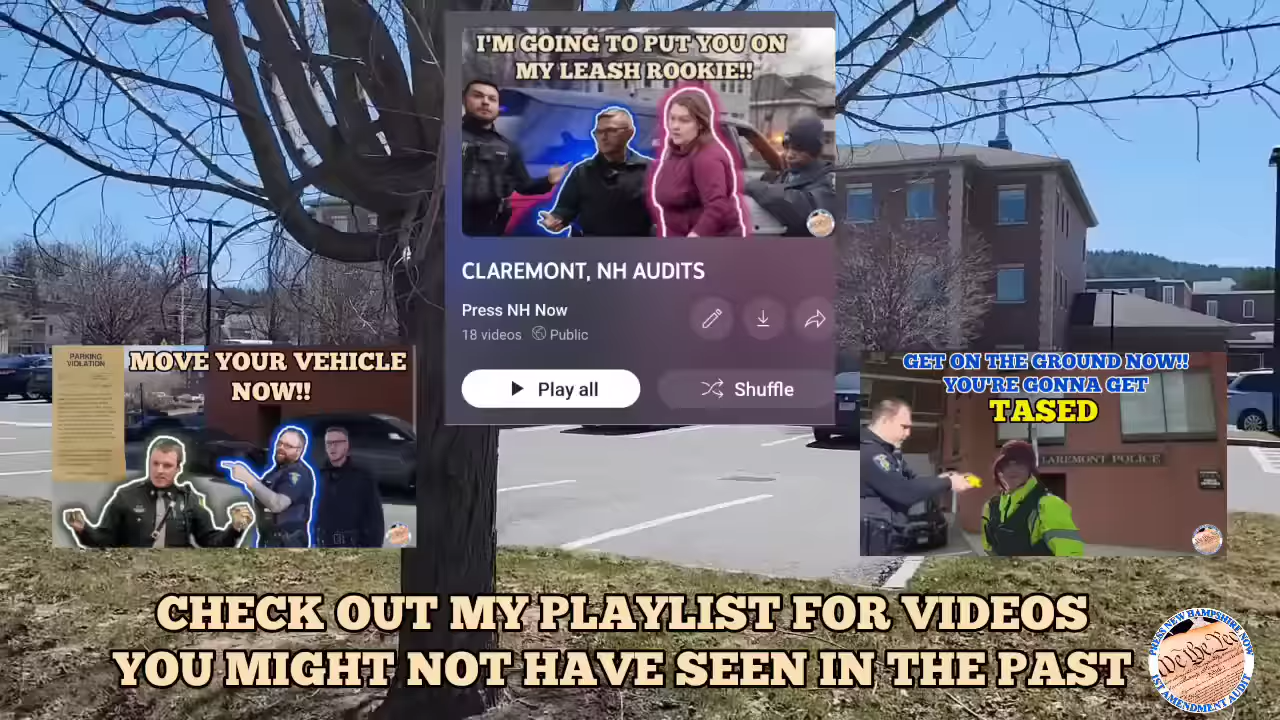 I'M GOING TO PUT YOU ON
MY LEASH ROOKIE!!
CLAREMONT, NH AUDITS
Press NH Now
18 videos Public
Play all
Shuffle
PARKING
VIOLATION
MOVE YOUR VEHICLE
NOW!!
GET ON THE GROUND NOW!!
YOU'RE GONNA GET
TASED
LAREMONT POLICE
CHECK OUT MY PLAYLIST FOR VIDEOS
YOU MIGHT NOT HAVE SEEN IN THE PAST
PRESS NEW HAMPSHIRE NOW
We the Peo
1ST AMENDMENT AUDIT